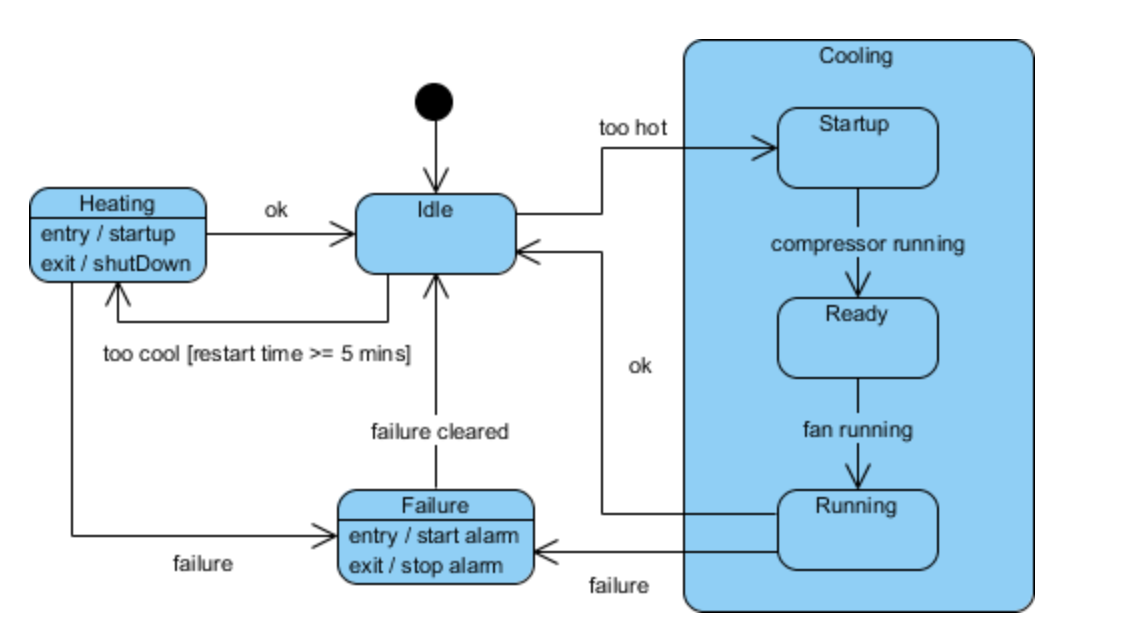 Cooling
Startup
too hot
Heating
entry / startup
exit / shutDown
ok
Idle
compressor running
Ready
too cool [restart time >= 5 mins]
ok
failure cleared
fan running
Failure
entry / start alarm
exit / stop alarm
Running
failure
failure